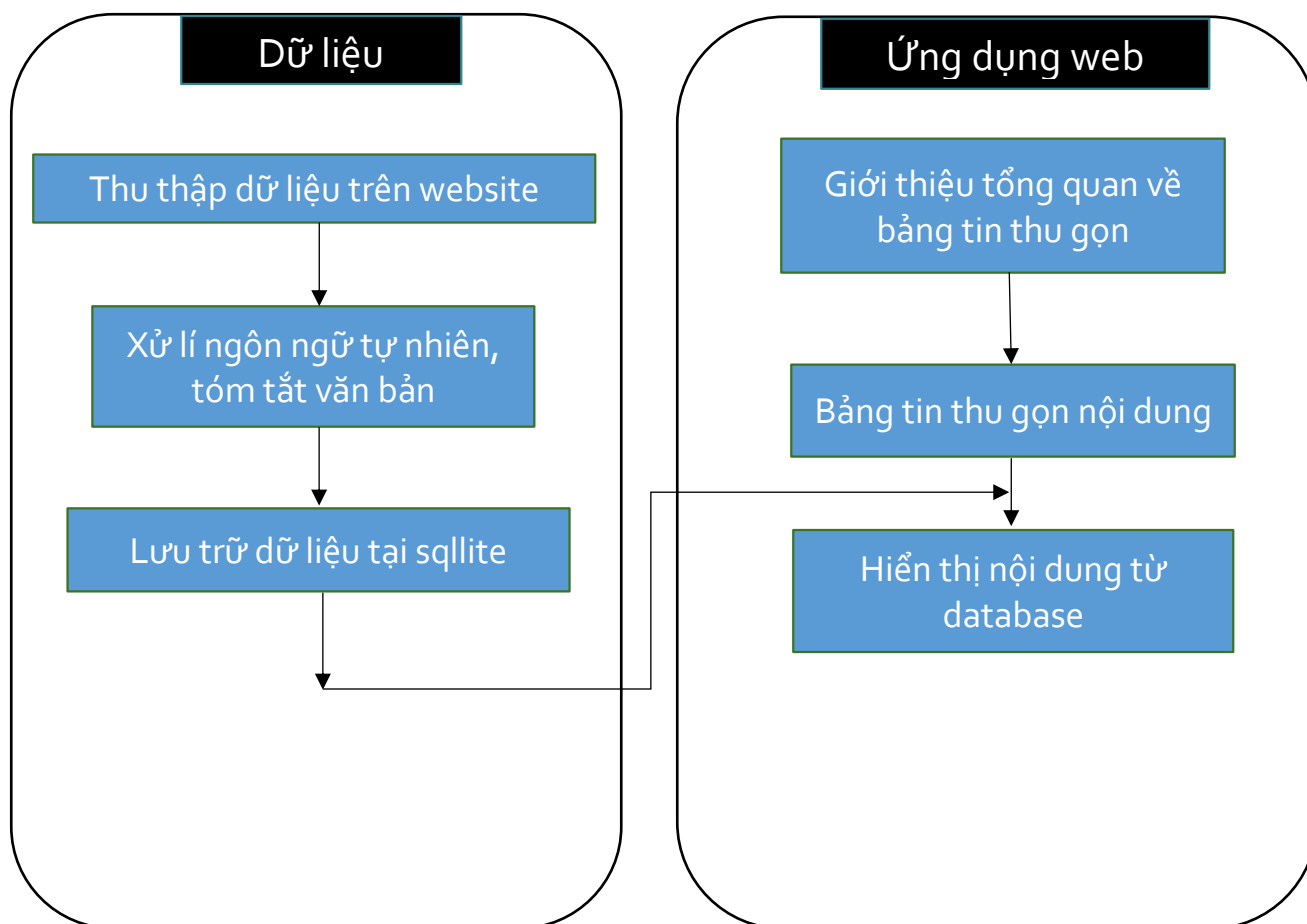 Dữ liệu
Thu thập dữ liệu trên website
Xử lí ngôn ngữ tự nhiên,
tóm tắt văn bản
Lưu trữ dữ liệu tại sqllite
Ứng dụng web
Giới thiệu tổng quan về
bảng tin thu gọn
Bảng tin thu gọn nội dung
Hiển thị nội dung từ
database